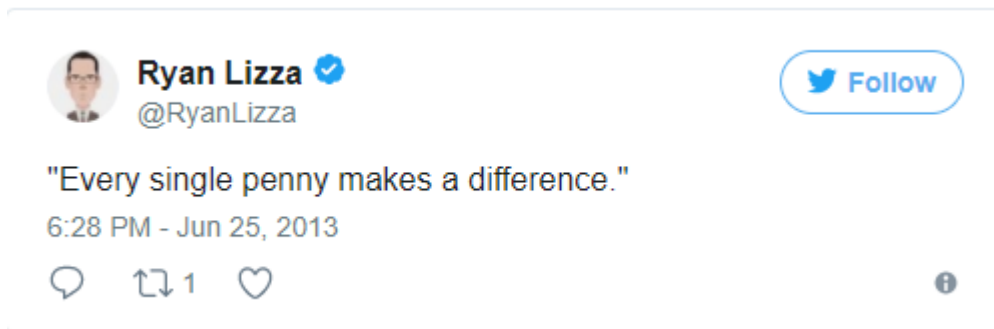 Ryan Lizza
Follow
@RyanLizza
"Every single penny makes a difference."
6:28 PM - Jun 25, 2013
1